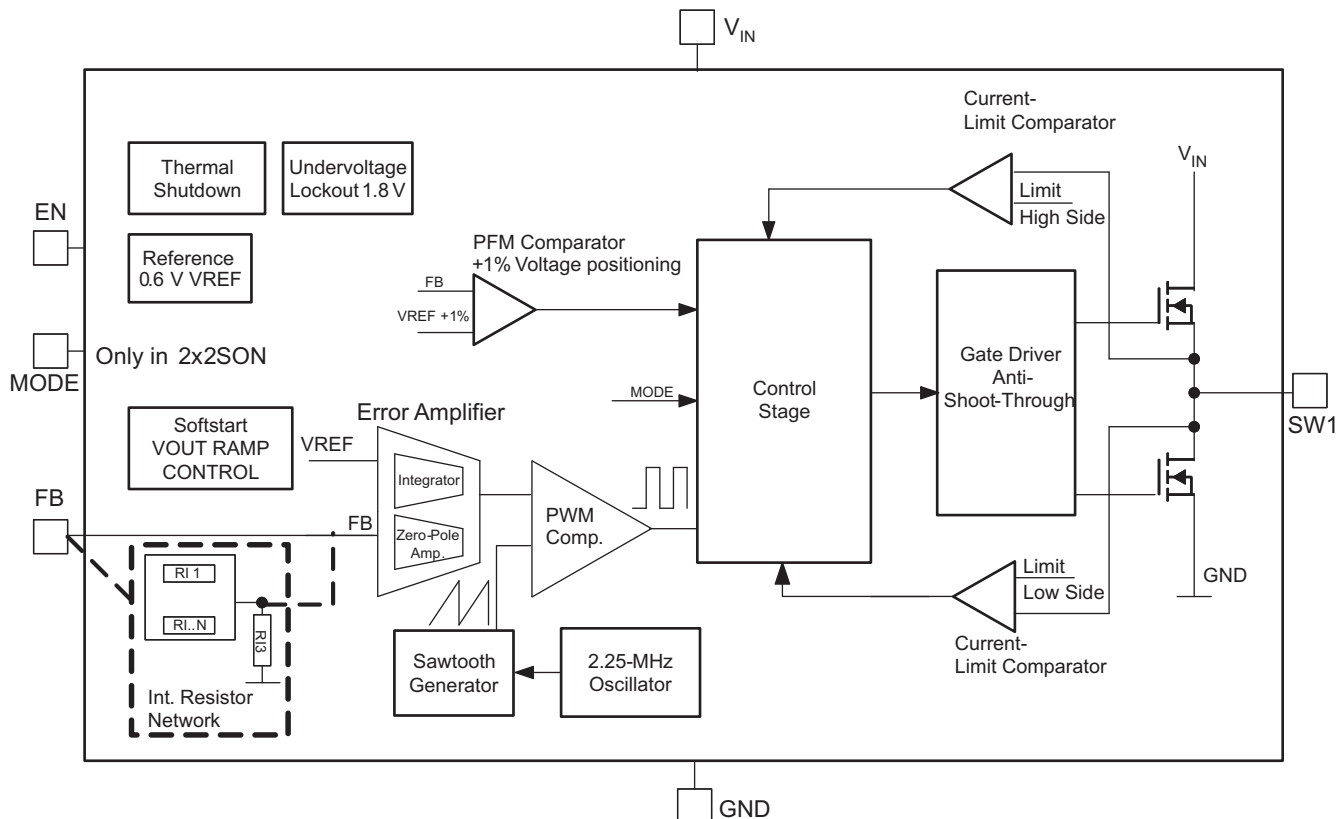 V_IN
Current-
Limit Comparator
V_IN
Thermal
Shutdown
Undervoltage
Lockout 1.8 V
Limit
High Side
EN
Reference
0.6 V VREF
PFM Comparator
+1% Voltage positioning
FB
VREF +1%
MODE
Only in 2x2SON
MODE
Control
Stage
Gate Driver
Anti-
Shoot-Through
SW1
Softstart
VOUT RAMP
CONTROL
Error Amplifier
VREF
Integrator
FB
FB
Zero-Pole
Amp.
PWM
Comp.
Limit
Low Side
GND
RI 1
RI..N
RI3
Int. Resistor
Network
Sawtooth
Generator
2.25-MHz
Oscillator
Current-
Limit Comparator
GND